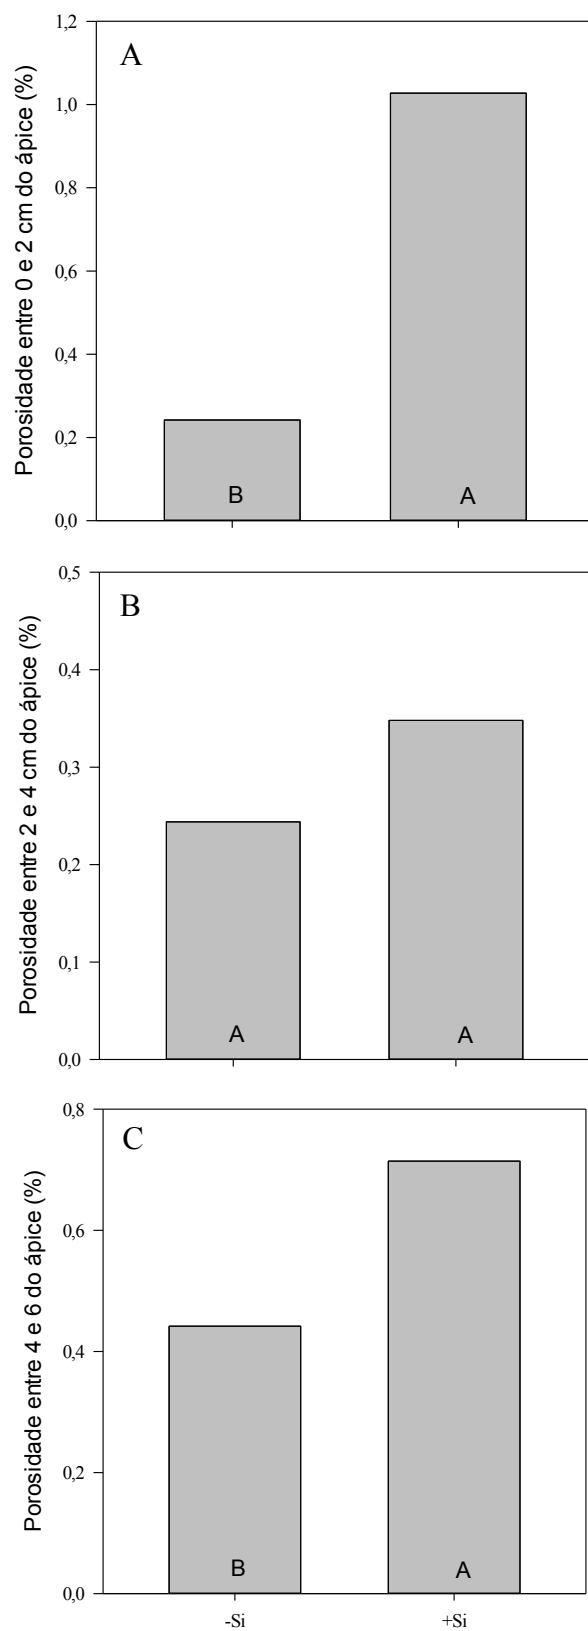 Porosidade entre 0 e 2 cm do ápice (%)
1,2
1,0
0,8
0,6
0,4
0,2
0,0
A
B
A
Porosidade entre 2 e 4 cm do ápice (%)
0,5
0,4
0,3
0,2
0,1
0,0
B
A
A
Porosidade entre 4 e 6 do ápice (%)
0,8
0,6
0,4
0,2
0,0
C
B
A
-Si
+Si